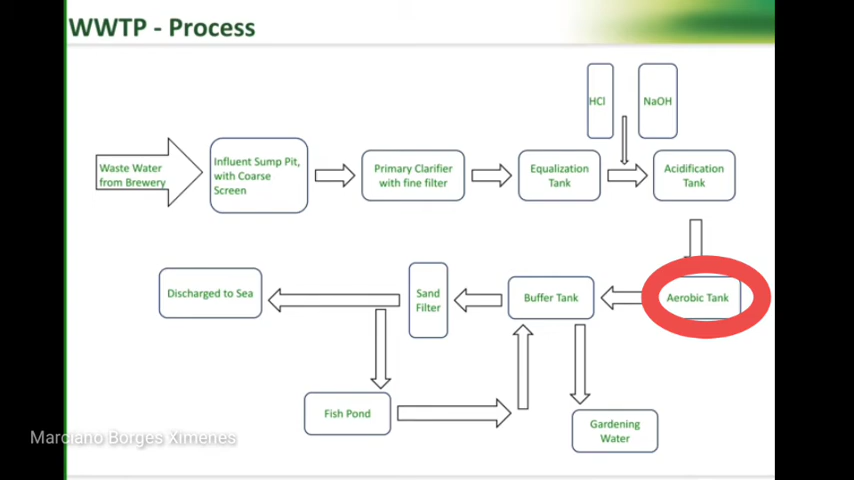 WWTP - Process
HCl
NaOH
Waste Water
from Brewery
Influent Sump Pit,
with Coarse
Screen
Primary Clarifier
with fine filter
Equalization
Tank
Acidification
Tank
Discharged to Sea
Sand
Filter
Buffer Tank
Aerobic Tank
Fish Pond
Gardening
Water
Marciano Borges Ximenes